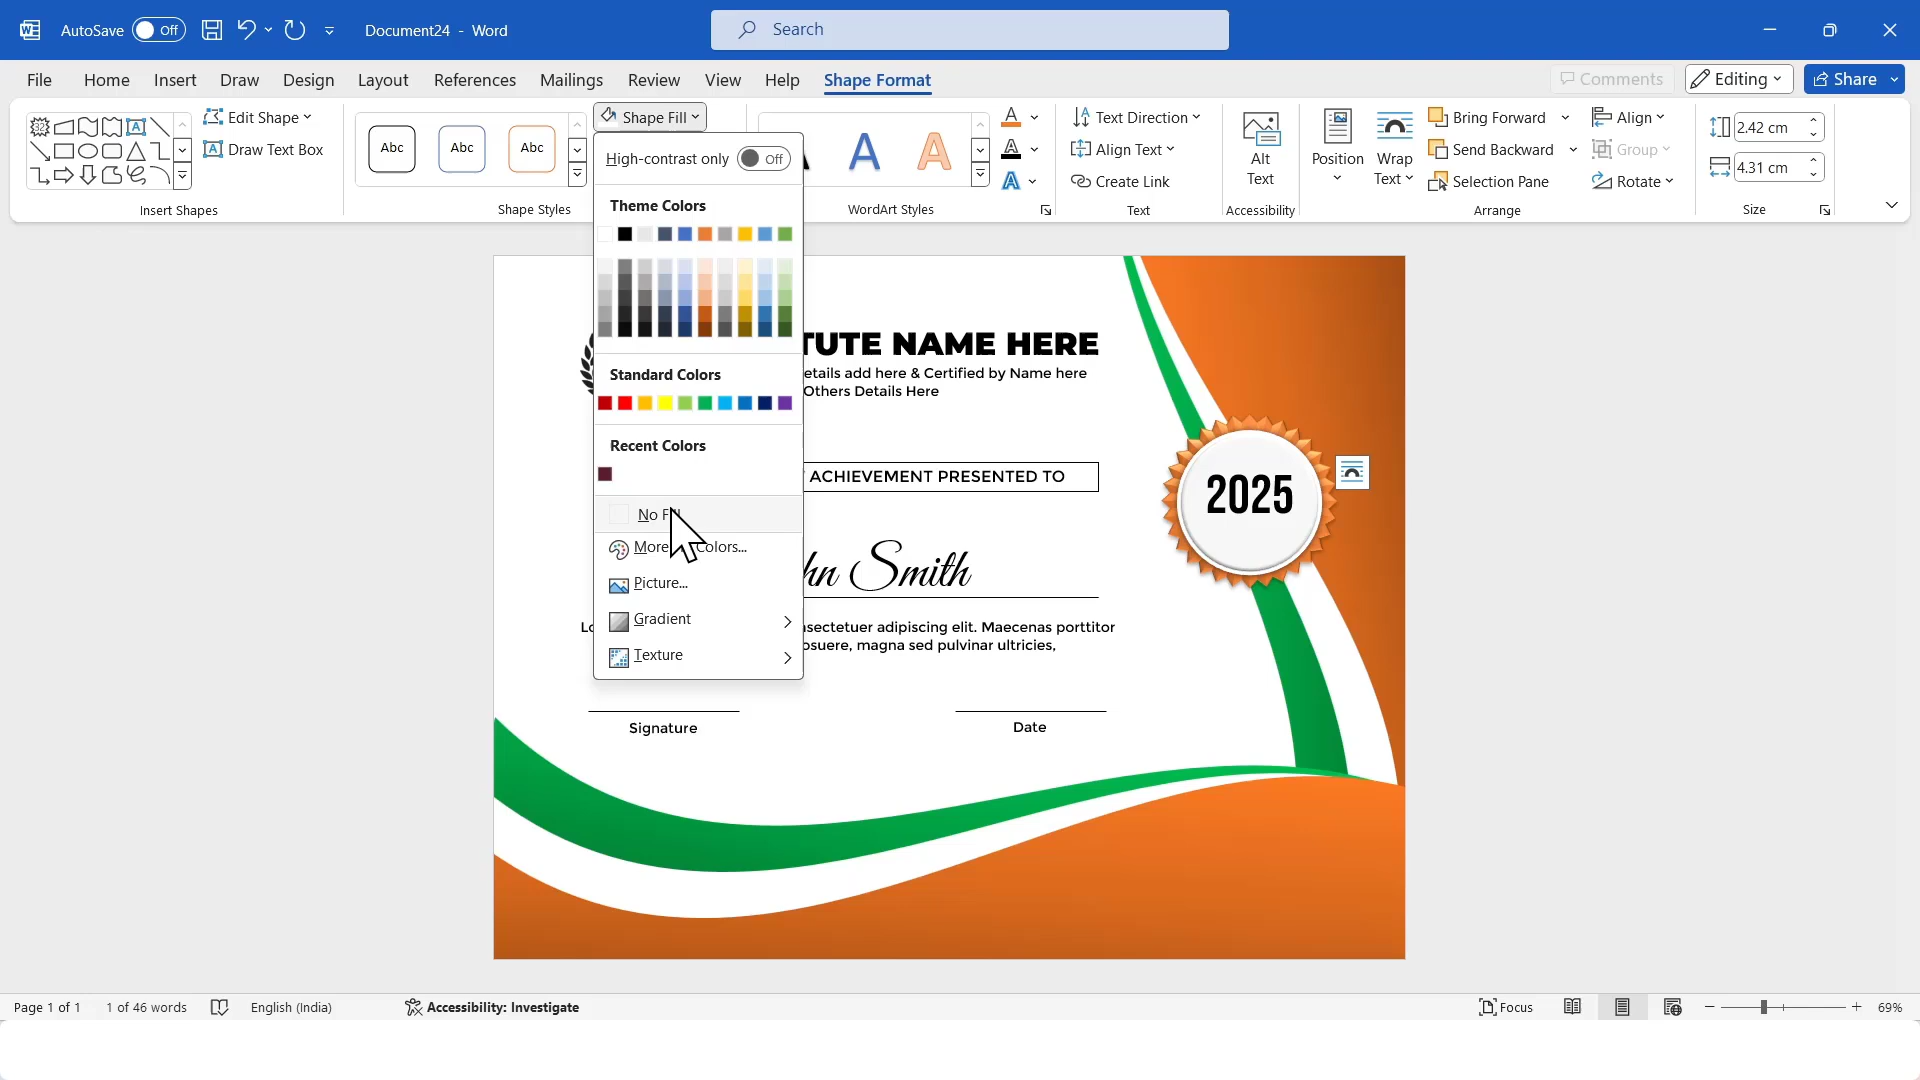 AutoSave Off Document24 - Word Search
File Home Insert Draw Design Layout References Mailings Review View Help Shape Format Comments Editing Share
Edit Shape
Draw Text Box
Insert Shapes
Abc Abc Abc
Shape Styles
Shape Fill
High-contrast only Off
Theme Colors
Standard Colors
Recent Colors
No
More Colors...
Picture...
Gradient
Texture
A A
WordArt Styles
Text Direction
Align Text
Create Link
Text
Alt Text
Accessibility
Position
Wrap Text
Bring Forward
Send Backward
Selection Pane
Align
Group
Rotate
Arrange
2.42 cm
4.31 cm
Size
TUTE NAME HERE
etails add here & Certified by Name here
Others Details Here
ACHIEVEMENT PRESENTED TO
2025
hn Smith
sectetuer adipiscing elit. Maecenas porttitor
osuere, magna sed pulvinar ultricies,
Signature
Date
Page 1 of 1 1 of 46 words English (India) Accessibility: Investigate Focus 69%